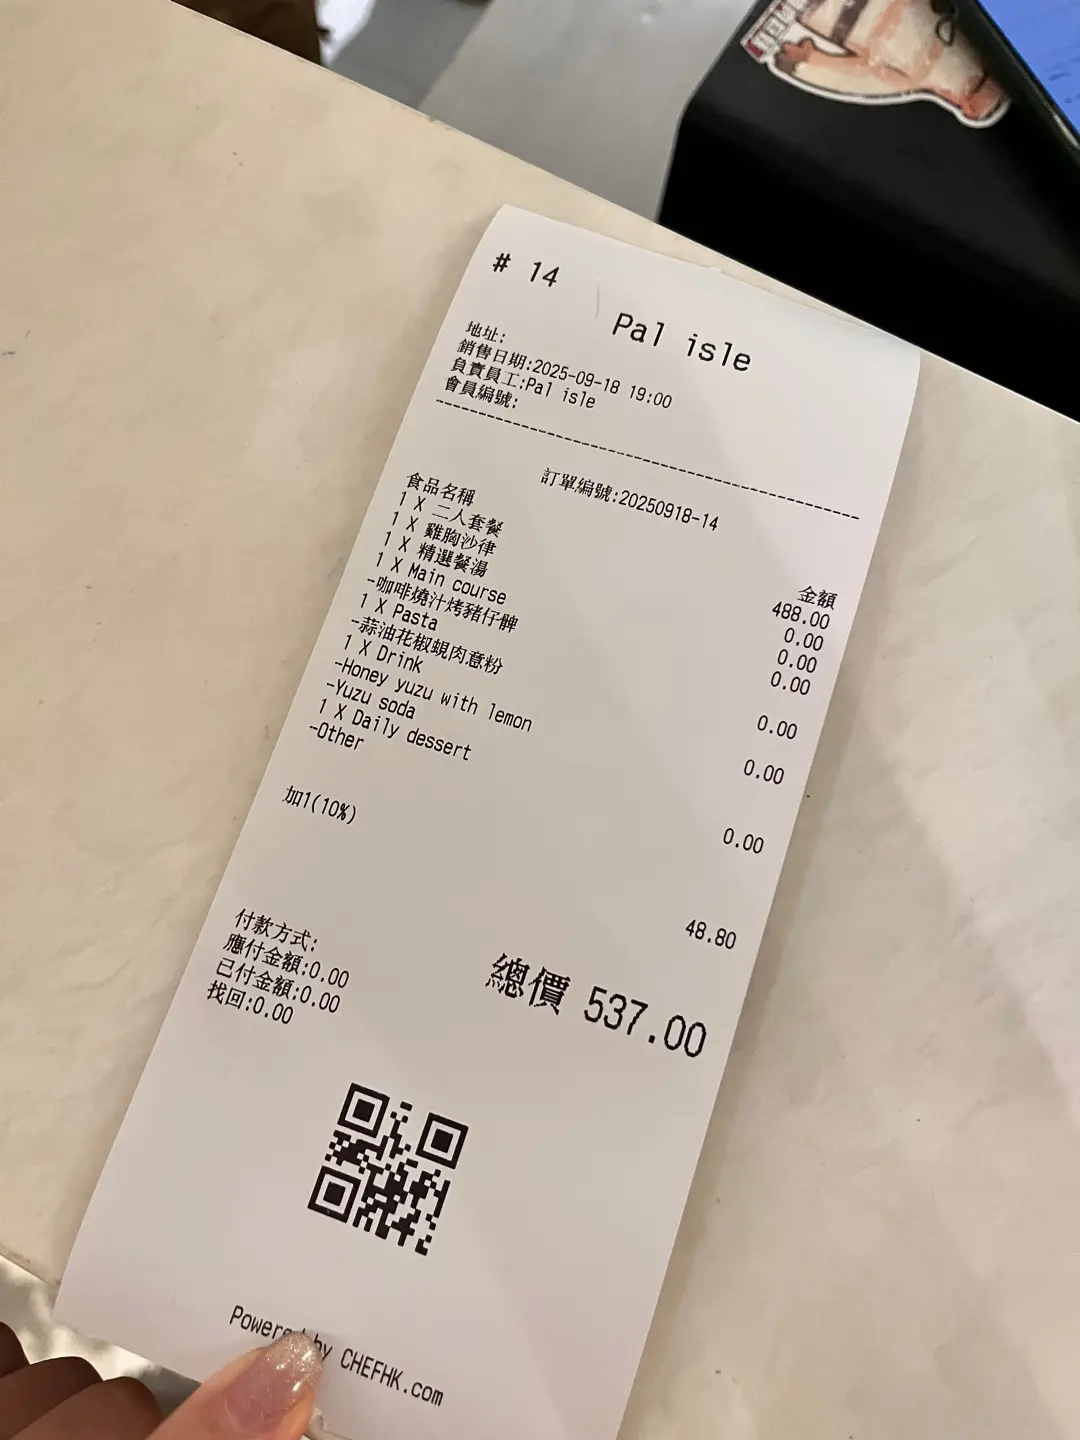 # 14
Pal isle
地址:
銷售日期:2025-09-18 19:00
負責員工:Pal isle
會員編號:
訂單編號:20250918-14
食品名稱 金額
1 X 二人套餐 488.00
1 X 雞胸沙律 0.00
1 X 精選餐湯 0.00
1 X Main course 0.00
-咖啡燒汁烤豬仔髀
1 X Pasta 0.00
-蒜油花椒蜆肉意粉
1 X Drink 0.00
-Honey yuzu with lemon
-Yuzu soda
1 X Daily dessert 0.00
-Other
加1(10%) 48.80
總價 537.00
付款方式:
應付金額:0.00
已付金額:0.00
找回:0.00
Powered by CHEFHK.com